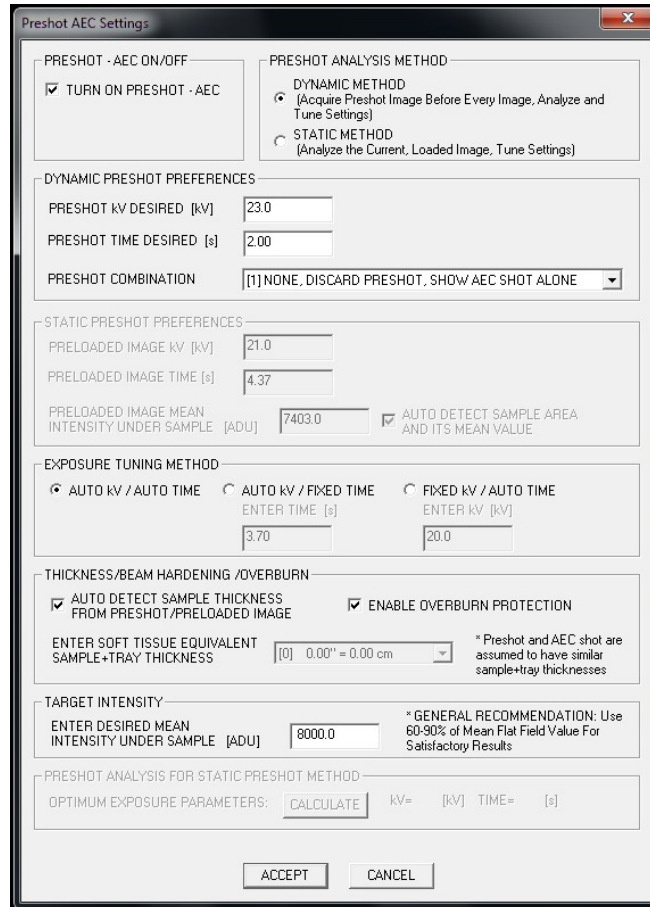 Preshot AEC Settings
PRESHOT - AEC ON/OFF
TURN ON PRESHOT - AEC
PRESHOT ANALYSIS METHOD
DYNAMIC METHOD
(Acquire Preshot Image Before Every Image, Analyze and
Tune Settings)
STATIC METHOD
(Analyze the Current, Loaded Image, Tune Settings)
DYNAMIC PRESHOT PREFERENCES
PRESHOT kV DESIRED [kV] 23.0
PRESHOT TIME DESIRED [s] 2.00
PRESHOT COMBINATION [1] NONE, DISCARD PRESHOT, SHOW AEC SHOT ALONE
STATIC PRESHOT PREFERENCES
PRELOADED IMAGE kV [kV] 21.0
PRELOADED IMAGE TIME [s] 4.37
PRELOADED IMAGE MEAN
INTENSITY UNDER SAMPLE [ADU] 7403.0
AUTO DETECT SAMPLE AREA
AND ITS MEAN VALUE
EXPOSURE TUNING METHOD
AUTO kV / AUTO TIME AUTO kV / FIXED TIME FIXED kV / AUTO TIME
ENTER TIME [s] ENTER kV [kV]
3.70 20.0
THICKNESS/BEAM HARDENING /OVERBURN
AUTO DETECT SAMPLE THICKNESS
FROM PRESHOT/PRELOADED IMAGE
ENABLE OVERBURN PROTECTION
ENTER SOFT TISSUE EQUIVALENT
SAMPLE+TRAY THICKNESS
[0] 0.00" = 0.00 cm
* Preshot and AEC shot are
assumed to have similar
sample+tray thicknesses
TARGET INTENSITY
ENTER DESIRED MEAN
INTENSITY UNDER SAMPLE [ADU] 8000.0
* GENERAL RECOMMENDATION: Use
60-90% of Mean Flat Field Value For
Satisfactory Results
PRESHOT ANALYSIS FOR STATIC PRESHOT METHOD
OPTIMUM EXPOSURE PARAMETERS: CALCULATE kV= [kV] TIME= [s]
ACCEPT CANCEL